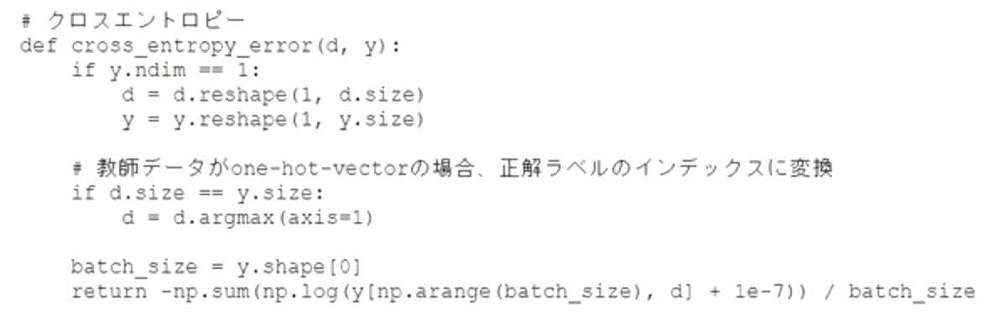 # クロスエントロピー
def cross_entropy_error(d, y):
    if y.ndim == 1:
        d = d.reshape(1, d.size)
        y = y.reshape(1, y.size)

    # 教師データがone-hot-vectorの場合、正解ラベルのインデックスに変換
    if d.size == y.size:
        d = d.argmax(axis=1)

    batch_size = y.shape[0]
    return -np.sum(np.log(y[np.arange(batch_size), d] + 1e-7)) / batch_size